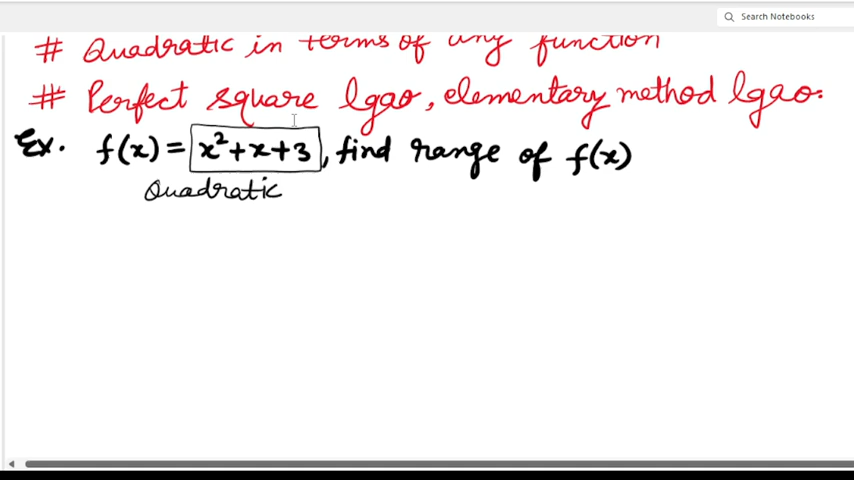 Search Notebooks
# Quadratic in terms of any function
# Perfect square lgao, elementary method lgao.
Ex. f(x) = x²+x+3, find range of f(x)
Quadratic